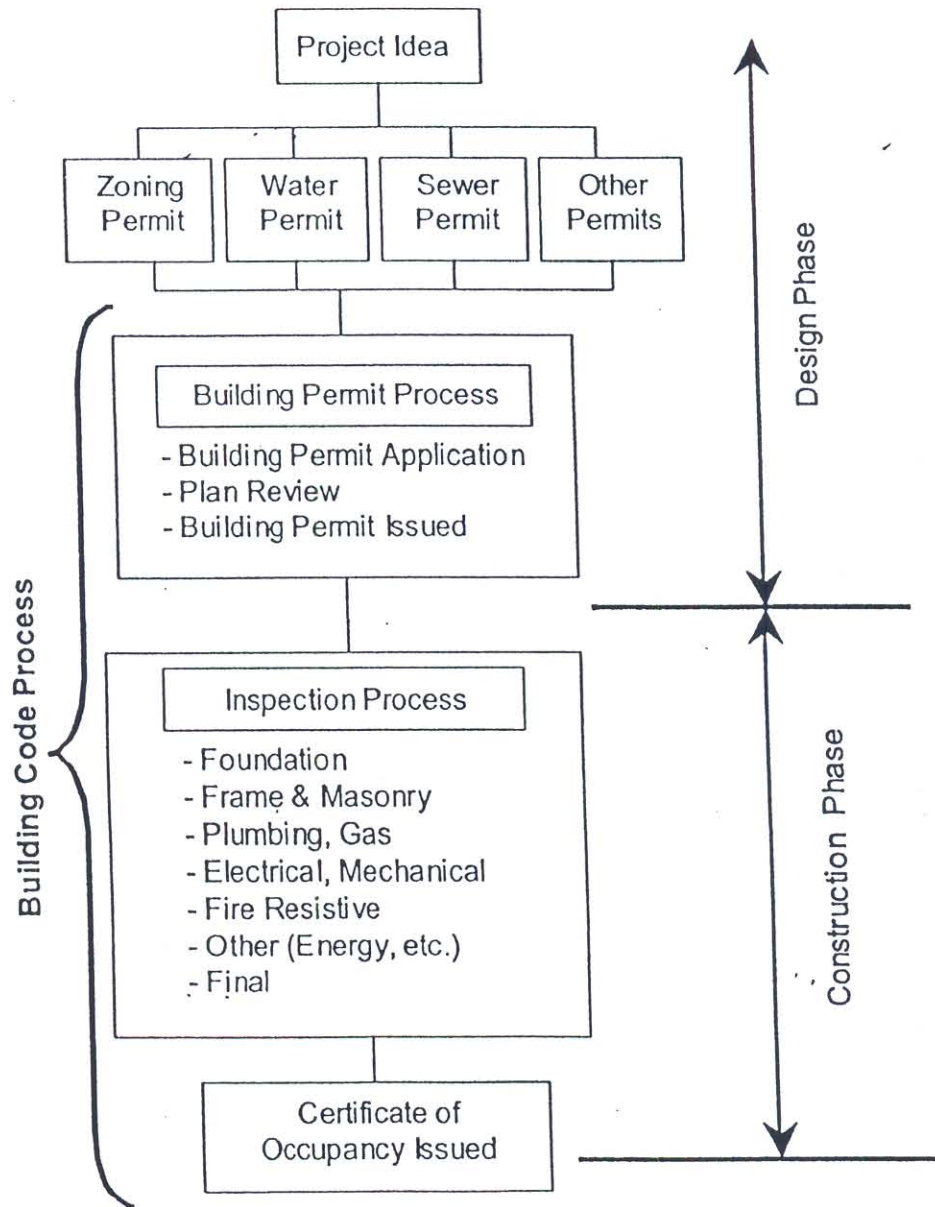 Project Idea
Zoning
Permit
Water
Permit
Sewer
Permit
Other
Permits
Building Permit Process
- Building Permit Application
- Plan Review
- Building Permit Issued
Inspection Process
- Foundation
- Frame & Masonry
- Plumbing, Gas
- Electrical, Mechanical
- Fire Resistive
- Other (Energy, etc.)
- Final
Certificate of
Occupancy Issued
Building Code Process
Design Phase
Construction Phase